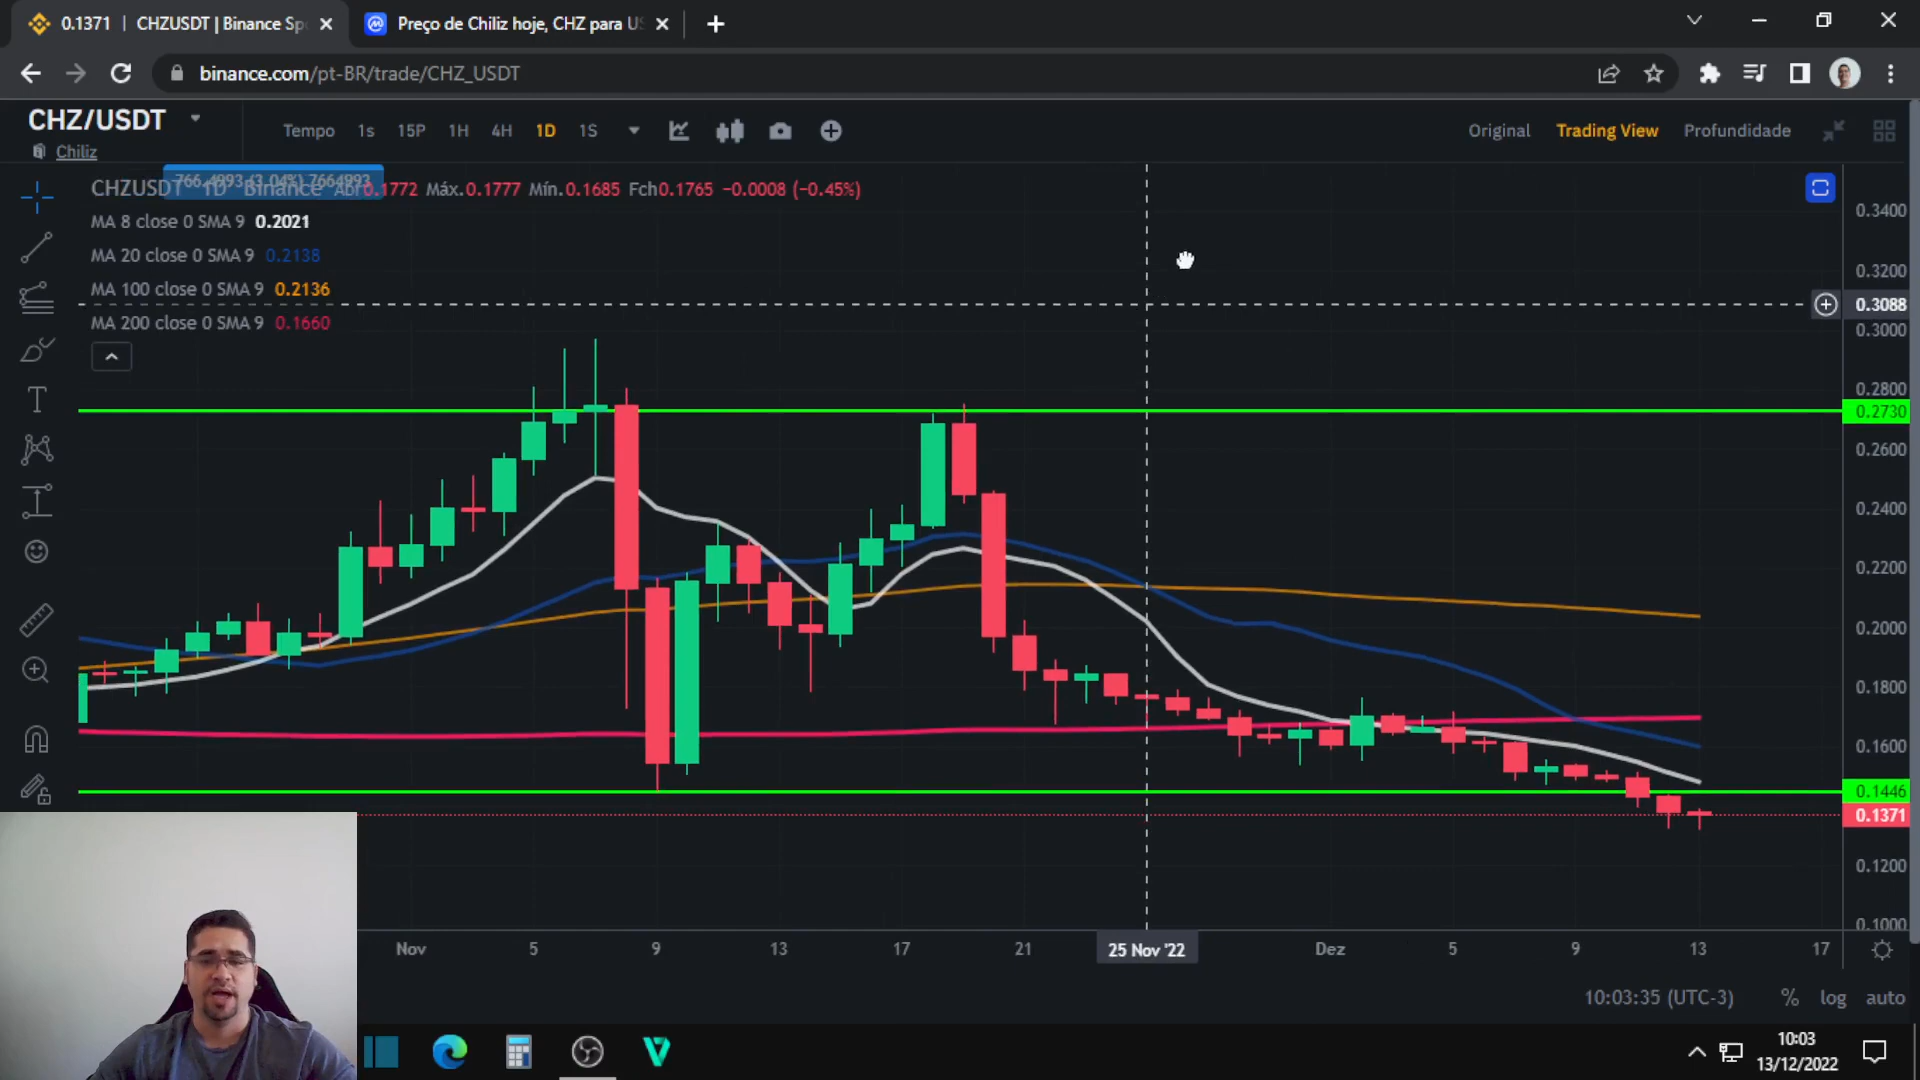 0.1371 | CHZUSDT | Binance Sp
Preço de Chiliz hoje, CHZ para US
binance.com/pt-BR/trade/CHZ_USDT
CHZ/USDT
Chiliz
Tempo 1s 15P 1H 4H 1D 1S
Original Trading View Profundidade
766.4993 (3.04%) 7664993
CHZUSDT 1D Binance Abr0.1772 Máx.0.1777 Mín.0.1685 Fch0.1765 −0.0008 (−0.45%)
MA 8 close 0 SMA 9 0.2021
MA 20 close 0 SMA 9 0.2138
MA 100 close 0 SMA 9 0.2136
MA 200 close 0 SMA 9 0.1660
0.3400
0.3200
0.3088
0.3000
0.2800
0.2730
0.2600
0.2400
0.2200
0.2000
0.1800
0.1600
0.1446
0.1371
0.1200
0.1000
Nov 5 9 13 17 21 25 Nov '22 Dez 5 9 13 17
10:03:35 (UTC-3) % log auto
10:03
13/12/2022